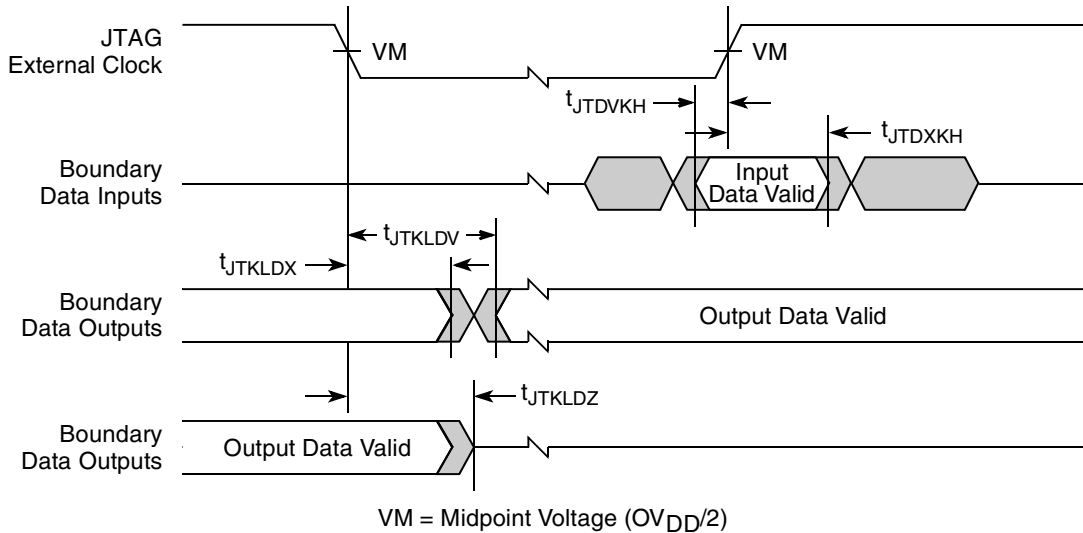 JTAG
External Clock
VM
VM
tJTDVKH
tJTDXKH
Boundary
Data Inputs
Input
Data Valid
tJTKLDV
tJTKLDX
Boundary
Data Outputs
Output Data Valid
tJTKLDZ
Boundary
Data Outputs
Output Data Valid
VM = Midpoint Voltage (OVDD/2)